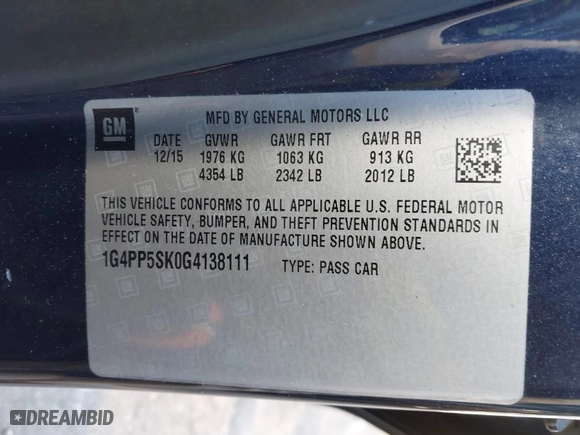 GM
MFD BY GENERAL MOTORS LLC
DATE GVWR GAWR FRT GAWR RR
12/15 1976 KG 1063 KG 913 KG
4354 LB 2342 LB 2012 LB
THIS VEHICLE CONFORMS TO ALL APPLICABLE U.S. FEDERAL MOTOR
VEHICLE SAFETY, BUMPER, AND THEFT PREVENTION STANDARDS IN
EFFECT ON THE DATE OF MANUFACTURE SHOWN ABOVE.
1G4PP5SK0G4138111 TYPE: PASS CAR
DREAMBID